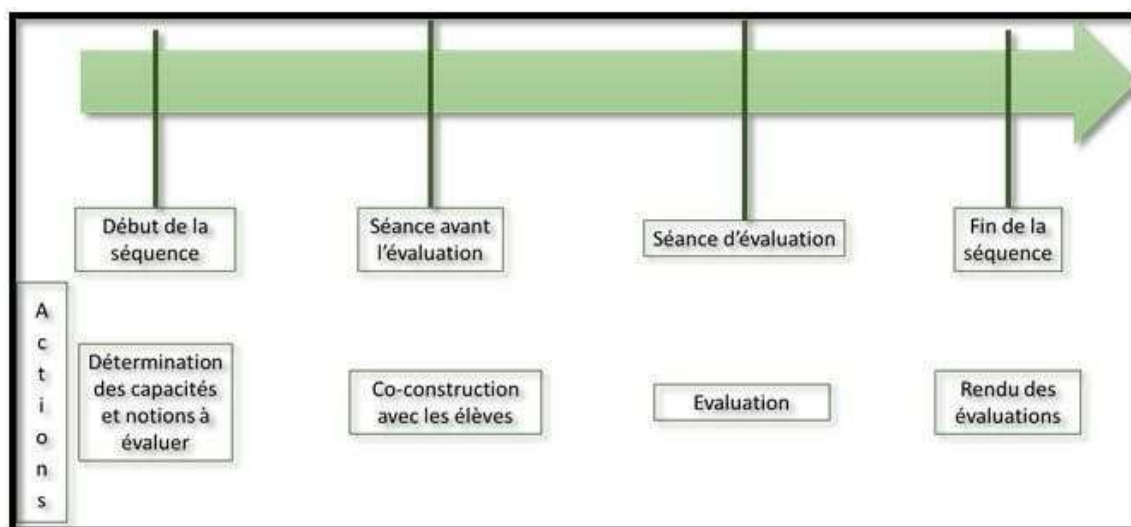 Début de la
séquence
Séance avant
l'évaluation
Séance d'évaluation
Fin de la
séquence
A
c
t
i
o
n
s
Détermination
des capacités
et notions à
évaluer
Co-construction
avec les élèves
Evaluation
Rendu des
évaluations